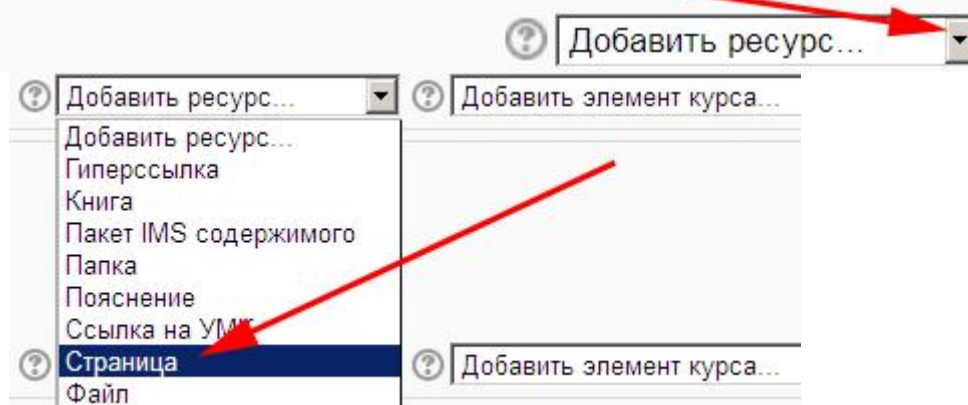 Добавить ресурс...
Добавить ресурс... Добавить элемент курса...
Добавить ресурс...
Гиперссылка
Книга
Пакет IMS содержимого
Папка
Пояснение
Ссылка на
Страница Добавить элемент курса...
Файл